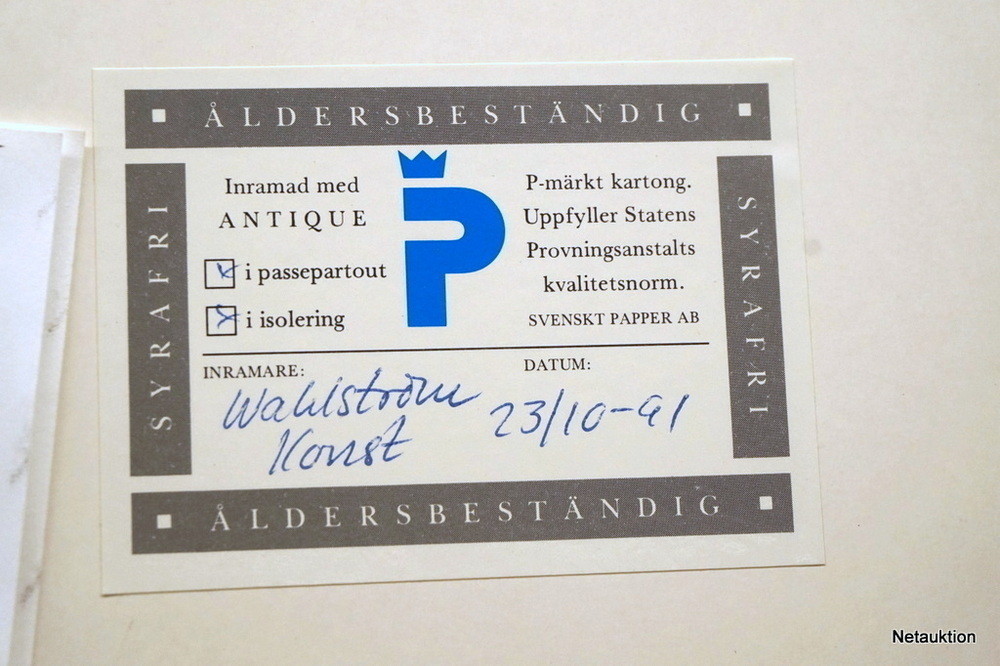 ÅLDERSBESTÄNDIG
SYRAFRI
Inramad med
ANTIQUE
i passepartout
i isolering
P
P-märkt kartong.
Uppfyller Statens
Provningsanstalts
kvalitetsnorm.
SVENSKT PAPPER AB
SYRAFRI
INRAMARE:
Wahlström
Konst
DATUM:
23/10-91
ÅLDERSBESTÄNDIG
Netauktion